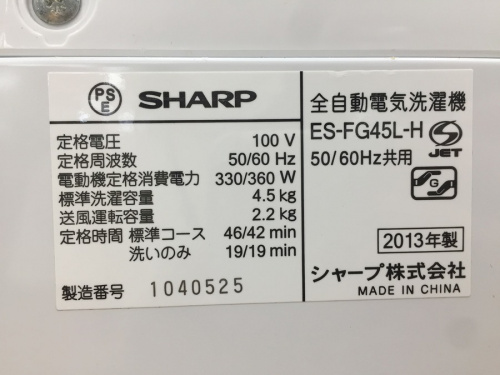 PS
E
SHARP
定格電圧 100 V
定格周波数 50/60 Hz
電動機定格消費電力 330/360 W
標準洗濯容量 4.5 kg
送風運転容量 2.2 kg
定格時間 標準コース 46/42 min
洗いのみ 19/19 min
製造番号 1040525
全自動電気洗濯機
ES-FG45L-H
50/60Hz共用
S
JET
G
2013年製
シャープ株式会社
MADE IN CHINA